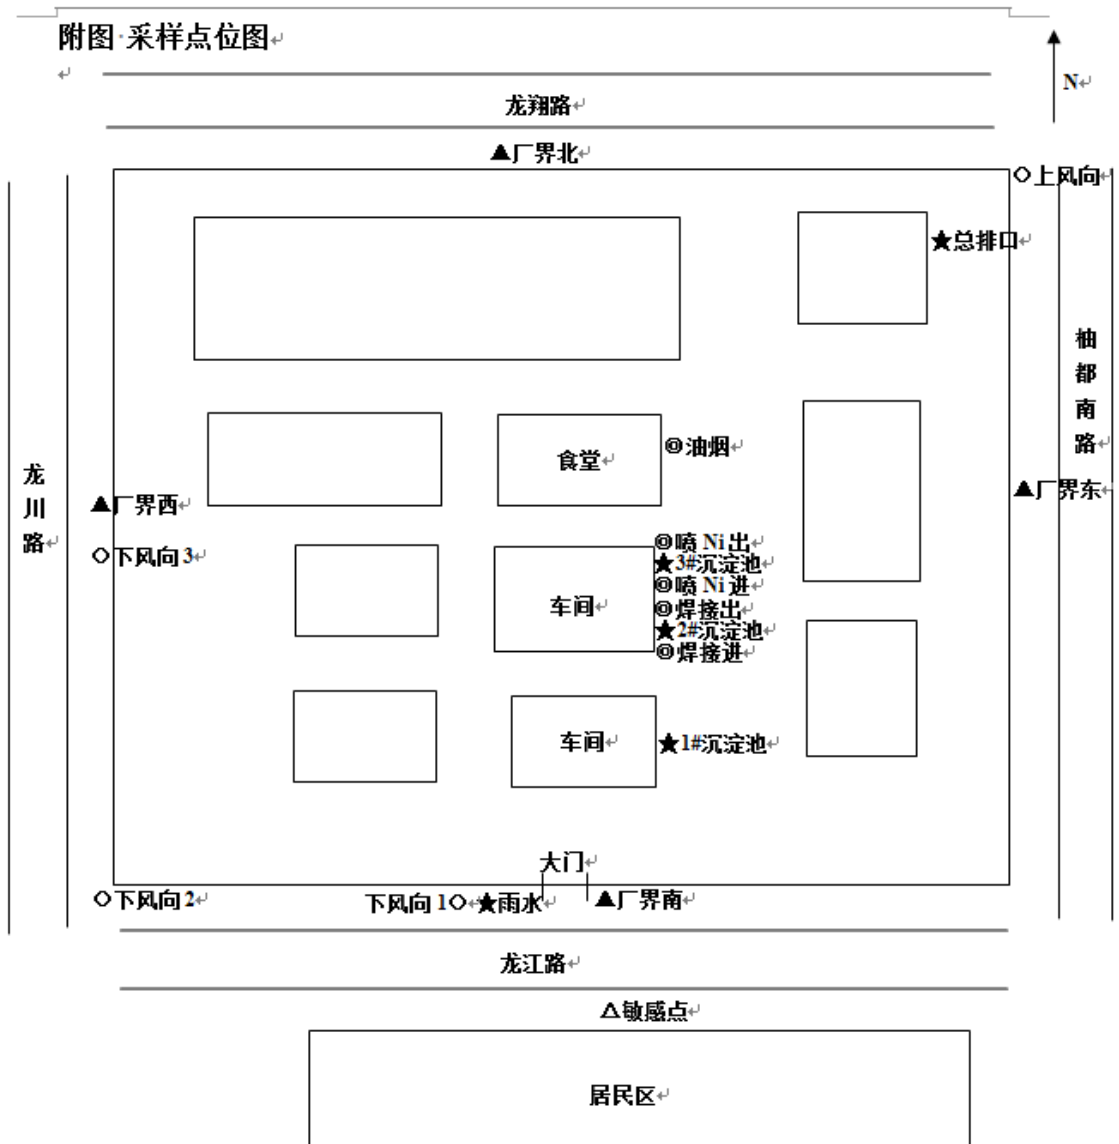 附图·采样点位图
N
龙翔路
▲厂界北
○上风向
★总排口
柚都南路
食堂
◎油烟
龙川路
▲厂界西
▲厂界东
◎喷 Ni 出
○下风向 3
★3#沉淀池
◎喷 Ni 进
车间
◎焊接出
★2#沉淀池
◎焊接进
车间
★1#沉淀池
大门
○下风向 2
下风向 1○
★雨水
▲厂界南
龙江路
△敏感点
居民区